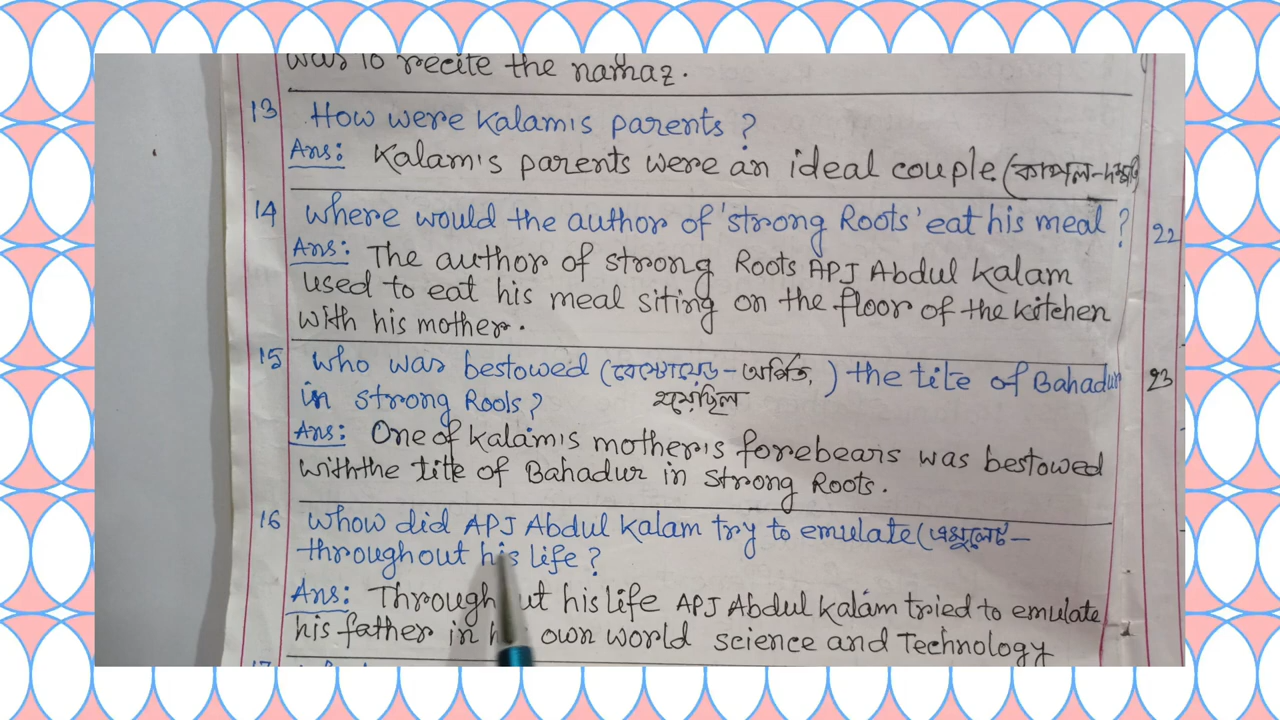 was to recite the namaz.
13 How were Kalam's parents?
Ans: Kalam's parents were an ideal couple (কাপল-দম্পতি
14 Where would the author of 'strong Roots' eat his meal? 22
Ans: The author of strong Roots APJ Abdul Kalam
used to eat his meal siting on the floor of the kitchen
with his mother.
15 Who was bestowed (বেস্টোয়েড-অর্পিত, ) the tite of Bahadur 23
in strong Roots? হয়েছিল
Ans: One of Kalam's mother's forebears was bestowed
with the tite of Bahadur in strong Roots.
16 Whow did APJ Abdul Kalam try to emulate (এমুলেট-
throughout his life?
Ans: Throughout his life APJ Abdul Kalam tried to emulate
his father in own world science and Technology